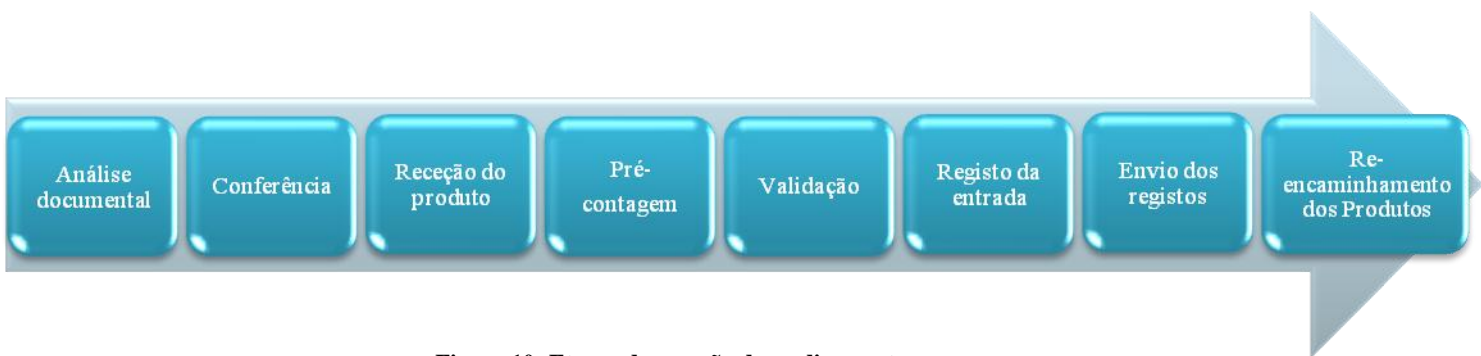 Análise
documental
Conferência
Receção do
produto
Pré-
contagem
Validação
Registo da
entrada
Envio dos
registos
Re-
encaminhamento
dos Produtos